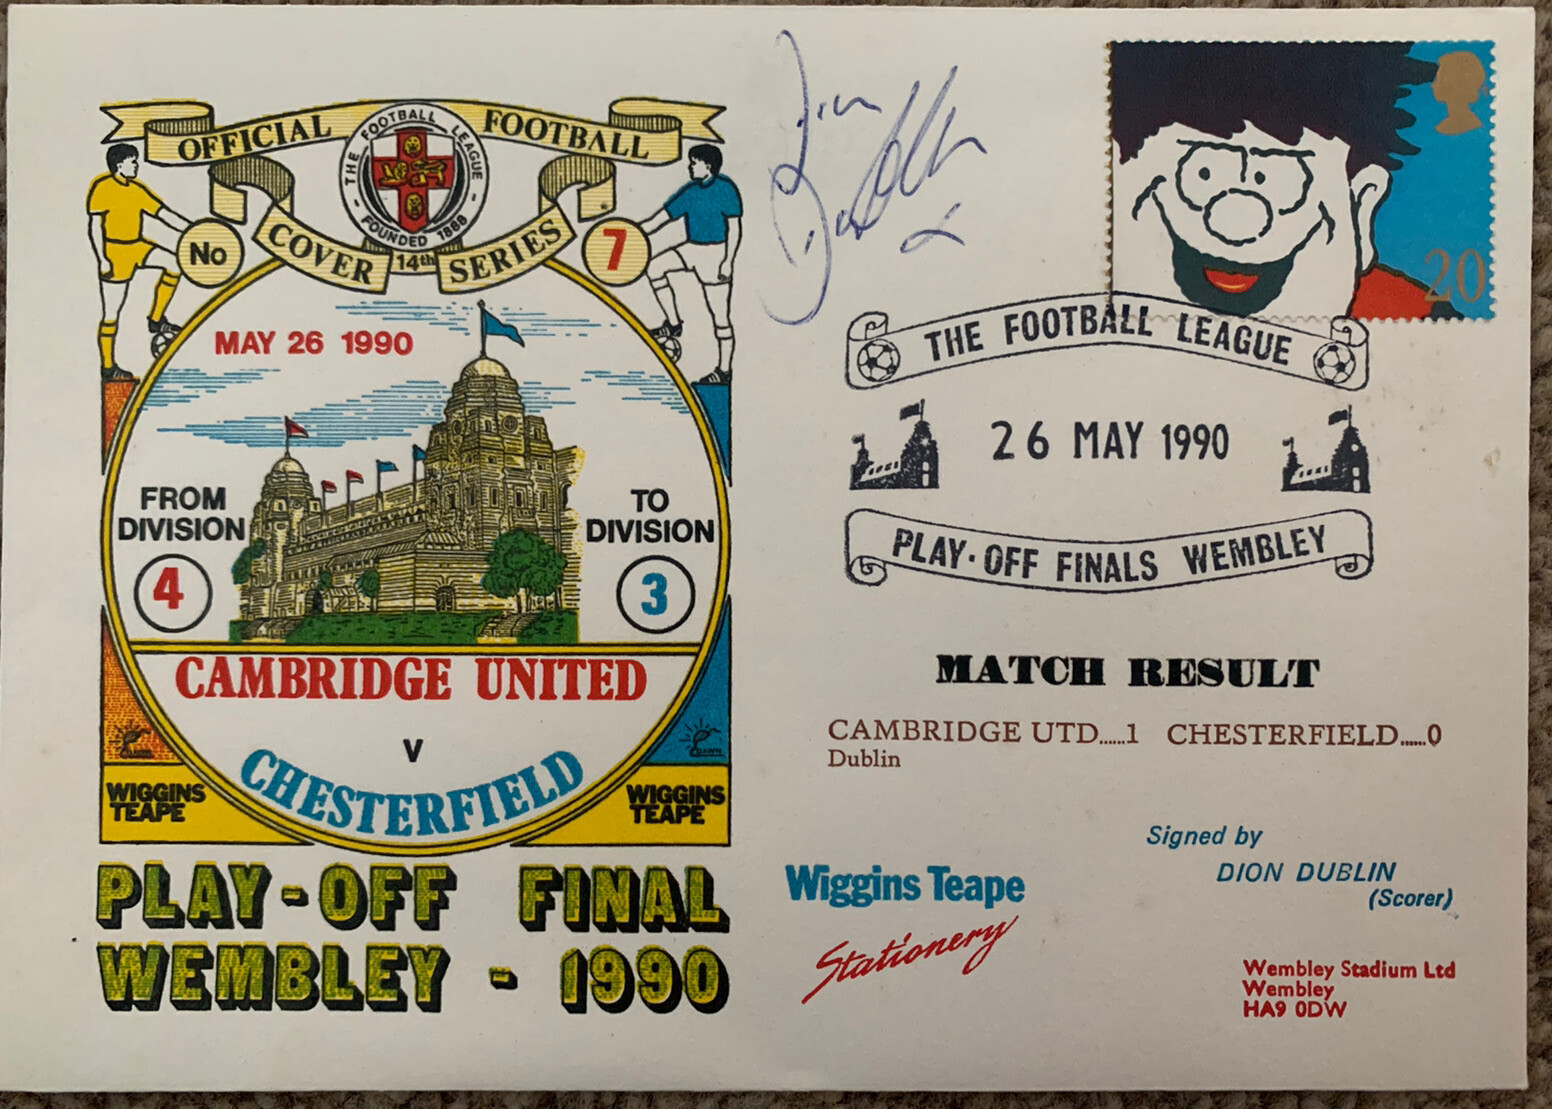 OFFICIAL FOOTBALL
THE FOOTBALL LEAGUE
FOUNDED 1888
COVER 14th SERIES
No 7
MAY 26 1990
FROM
DIVISION
4
TO
DIVISION
3
CAMBRIDGE UNITED
v
CHESTERFIELD
WIGGINS
TEAPE
WIGGINS
TEAPE
DAWN
PLAY-OFF FINAL
WEMBLEY - 1990
Dion
Dublin
20
THE FOOTBALL LEAGUE
26 MAY 1990
PLAY-OFF FINALS WEMBLEY
MATCH RESULT
CAMBRIDGE UTD......1 CHESTERFIELD......0
Dublin
Signed by
DION DUBLIN
(Scorer)
Wiggins Teape
Stationery
Wembley Stadium Ltd
Wembley
HA9 0DW